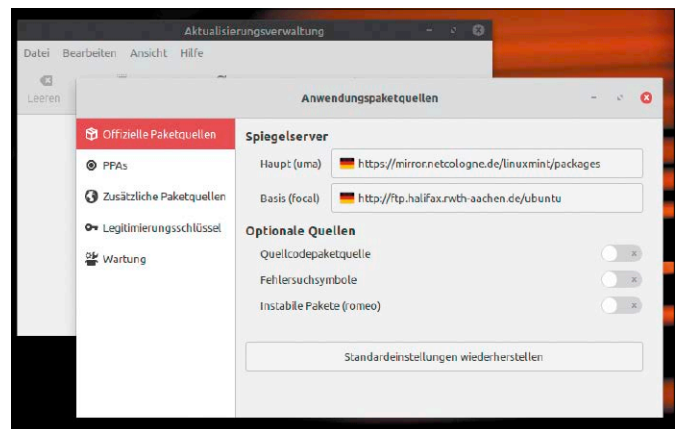 Aktualisierungsverwaltung
Datei Bearbeiten Ansicht Hilfe
Leeren
Anwendungspaketquellen
Offizielle Paketquellen
PPAs
Zusätzliche Paketquellen
Legitimierungsschlüssel
Wartung
Spiegelserver
Haupt (uma) https://mirror.netcologne.de/linuxmint/packages
Basis (focal) http://ftp.halifax.rwth-aachen.de/ubuntu
Optionale Quellen
Quellcodepaketquelle
Fehlersuchsymbole
Instabile Pakete (romeo)
Standardeinstellungen wiederherstellen